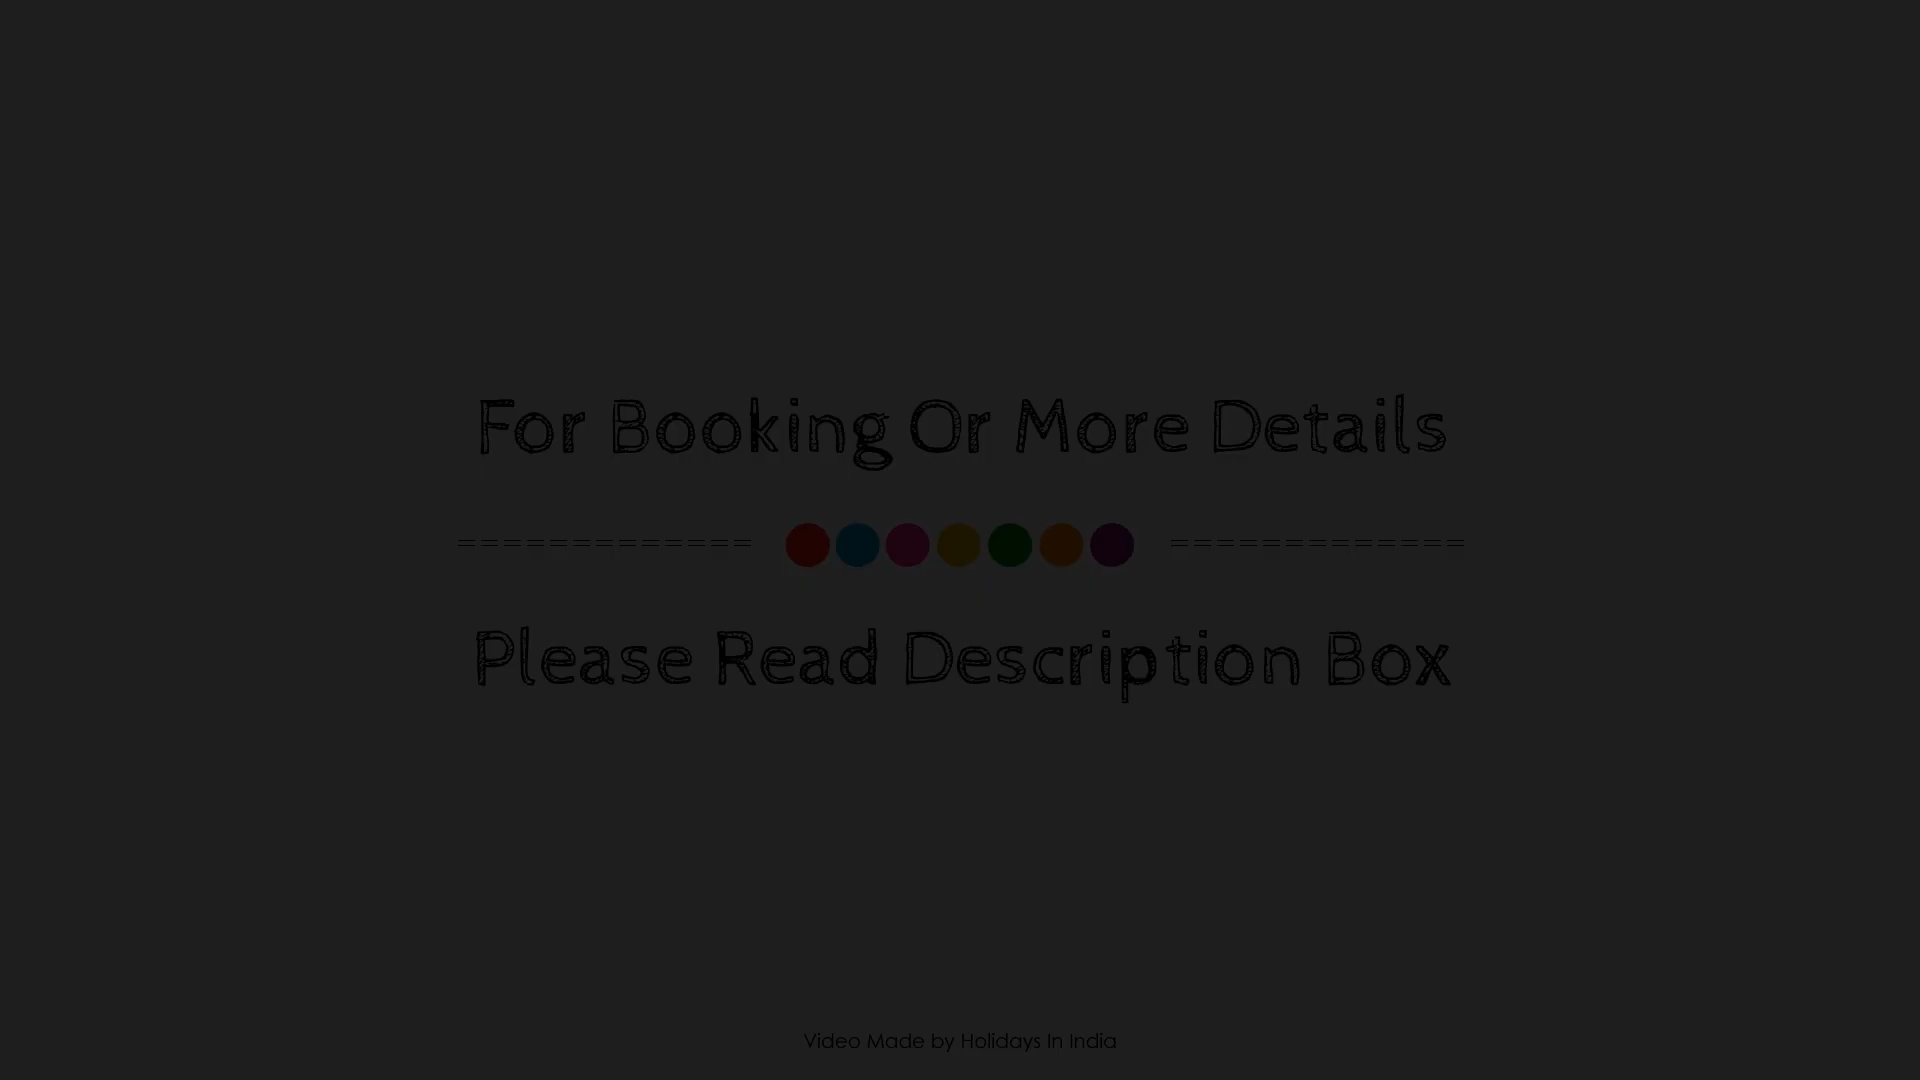 For Booking Or More Details
============= =============
Please Read Description Box
Video Made by Holidays In India